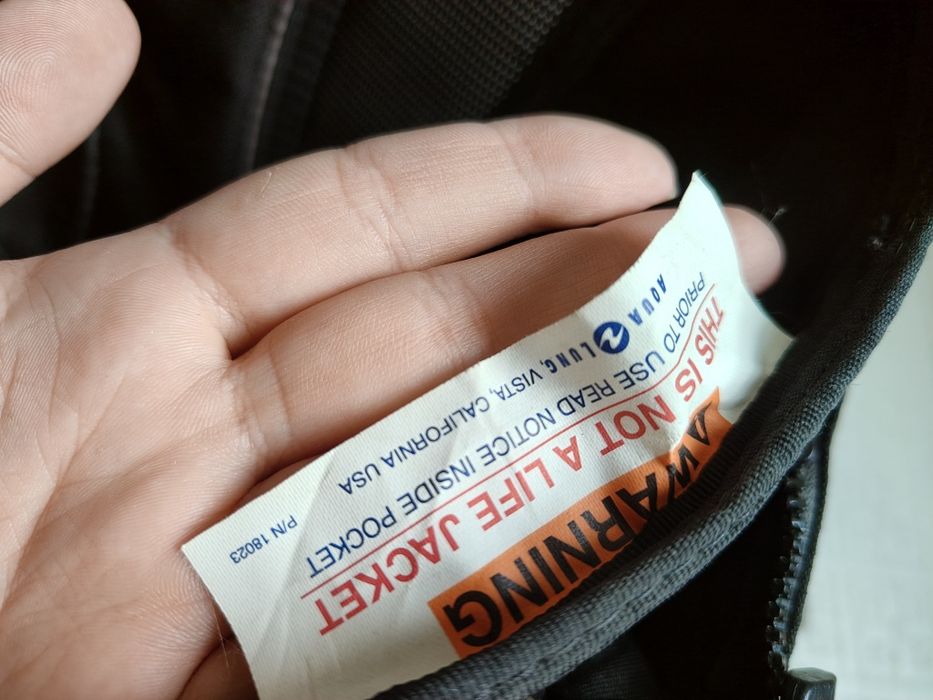 ⚠WARNING
THIS IS NOT A LIFE JACKET
PRIOR TO USE READ NOTICE INSIDE POCKET
AQUA LUNG, VISTA, CALIFORNIA USA
P/N 18023